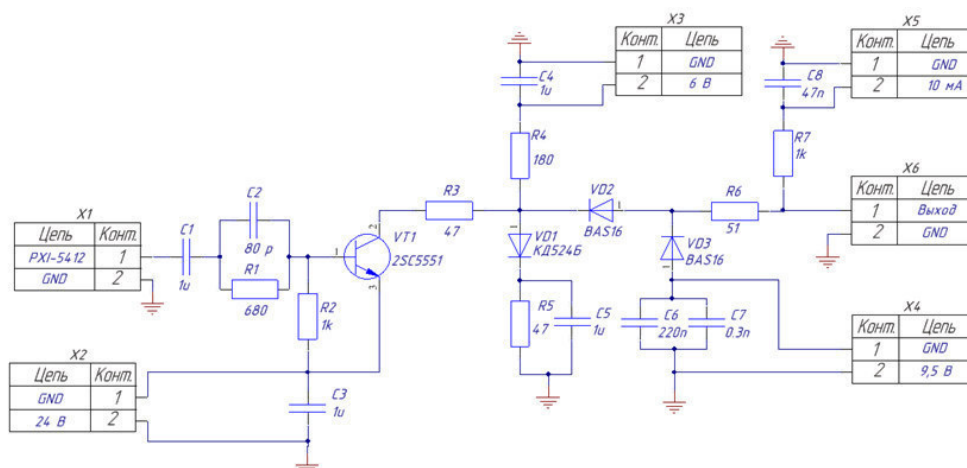 X3
Конт. Цепь
1 GND
2 6 В
X5
Конт. Цепь
1 GND
2 10 мА
C4
1u
C8
47n
R4
180
R7
1k
X6
Конт. Цепь
1 Выход
2 GND
X1
Цепь Конт.
PXI-5412 1
GND 2
C1
1u
C2
80 p
R1
680
R2
1k
1
2
3
VT1
2SC5551
R3
47
VD2
1
BAS16
R6
51
VD1
КД524Б
VD3
BAS16
1
R5
47
C5
1u
C6
220n
C7
0.3n
X4
Конт. Цепь
1 GND
2 9,5 В
X2
Цепь Конт.
GND 1
24 В 2
C3
1u